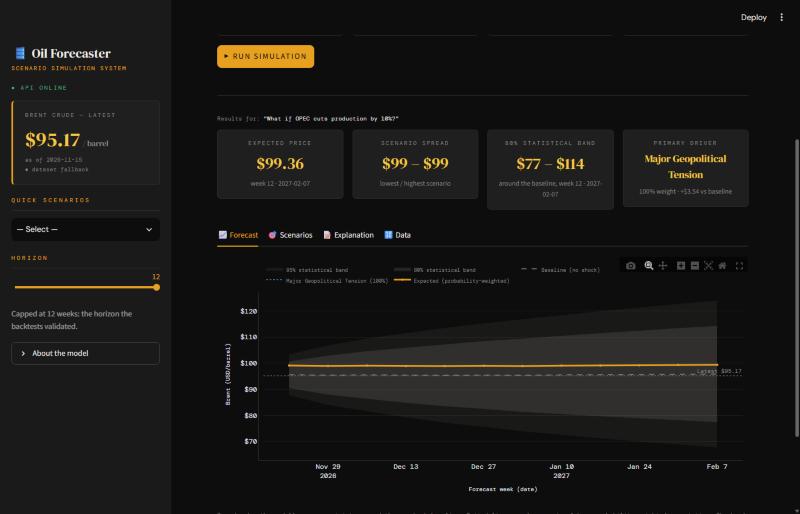 Deploy
Oil Forecaster
SCENARIO SIMULATION SYSTEM
API ONLINE
BRENT CRUDE — LATEST
$95.17 / barrel
as of 2026-11-15
dataset fallback
QUICK SCENARIOS
— Select —
HORIZON
12
Capped at 12 weeks: the horizon the
backtests validated.
About the model
RUN SIMULATION
Results for: "What if OPEC cuts production by 10%?"
EXPECTED PRICE
$99.36
week 12 · 2027-02-07
SCENARIO SPREAD
$99 – $99
lowest / highest scenario
80% STATISTICAL BAND
$77 – $114
around the baseline, week 12 · 2027-
02-07
PRIMARY DRIVER
Major Geopolitical
Tension
100% weight · +$3.54 vs baseline
Forecast
Scenarios
Explanation
Data
95% statistical band
80% statistical band
Baseline (no shock)
Major Geopolitical Tension (100%)
Expected (probability-weighted)
$120
$110
$100
$90
$80
$70
Brent (USD/barrel)
Latest $95.17
Nov 29
2026
Dec 13
Dec 27
Jan 10
2027
Jan 24
Feb 7
Forecast week (date)